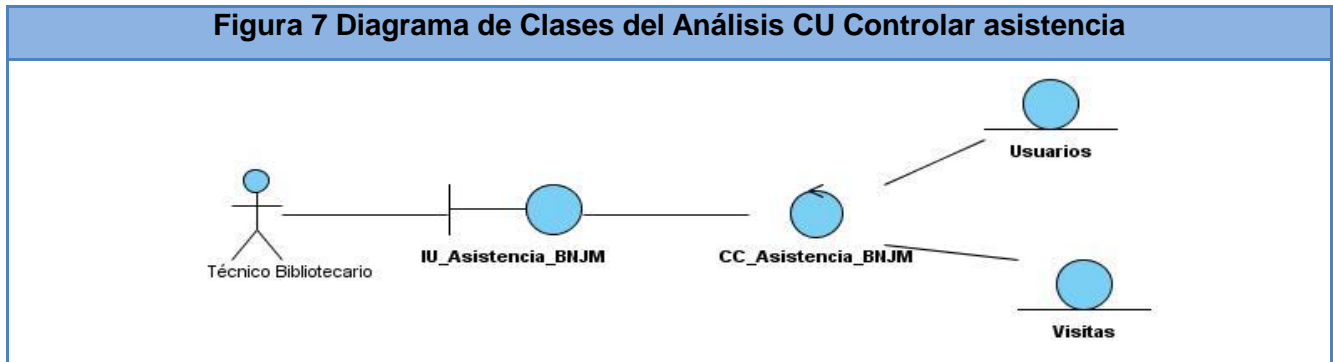 Figura 7 Diagrama de Clases del Análisis CU Controlar asistencia
Usuarios
Técnico Bibliotecario
IU_Asistencia_BNJM
CC_Asistencia_BNJM
Visitas